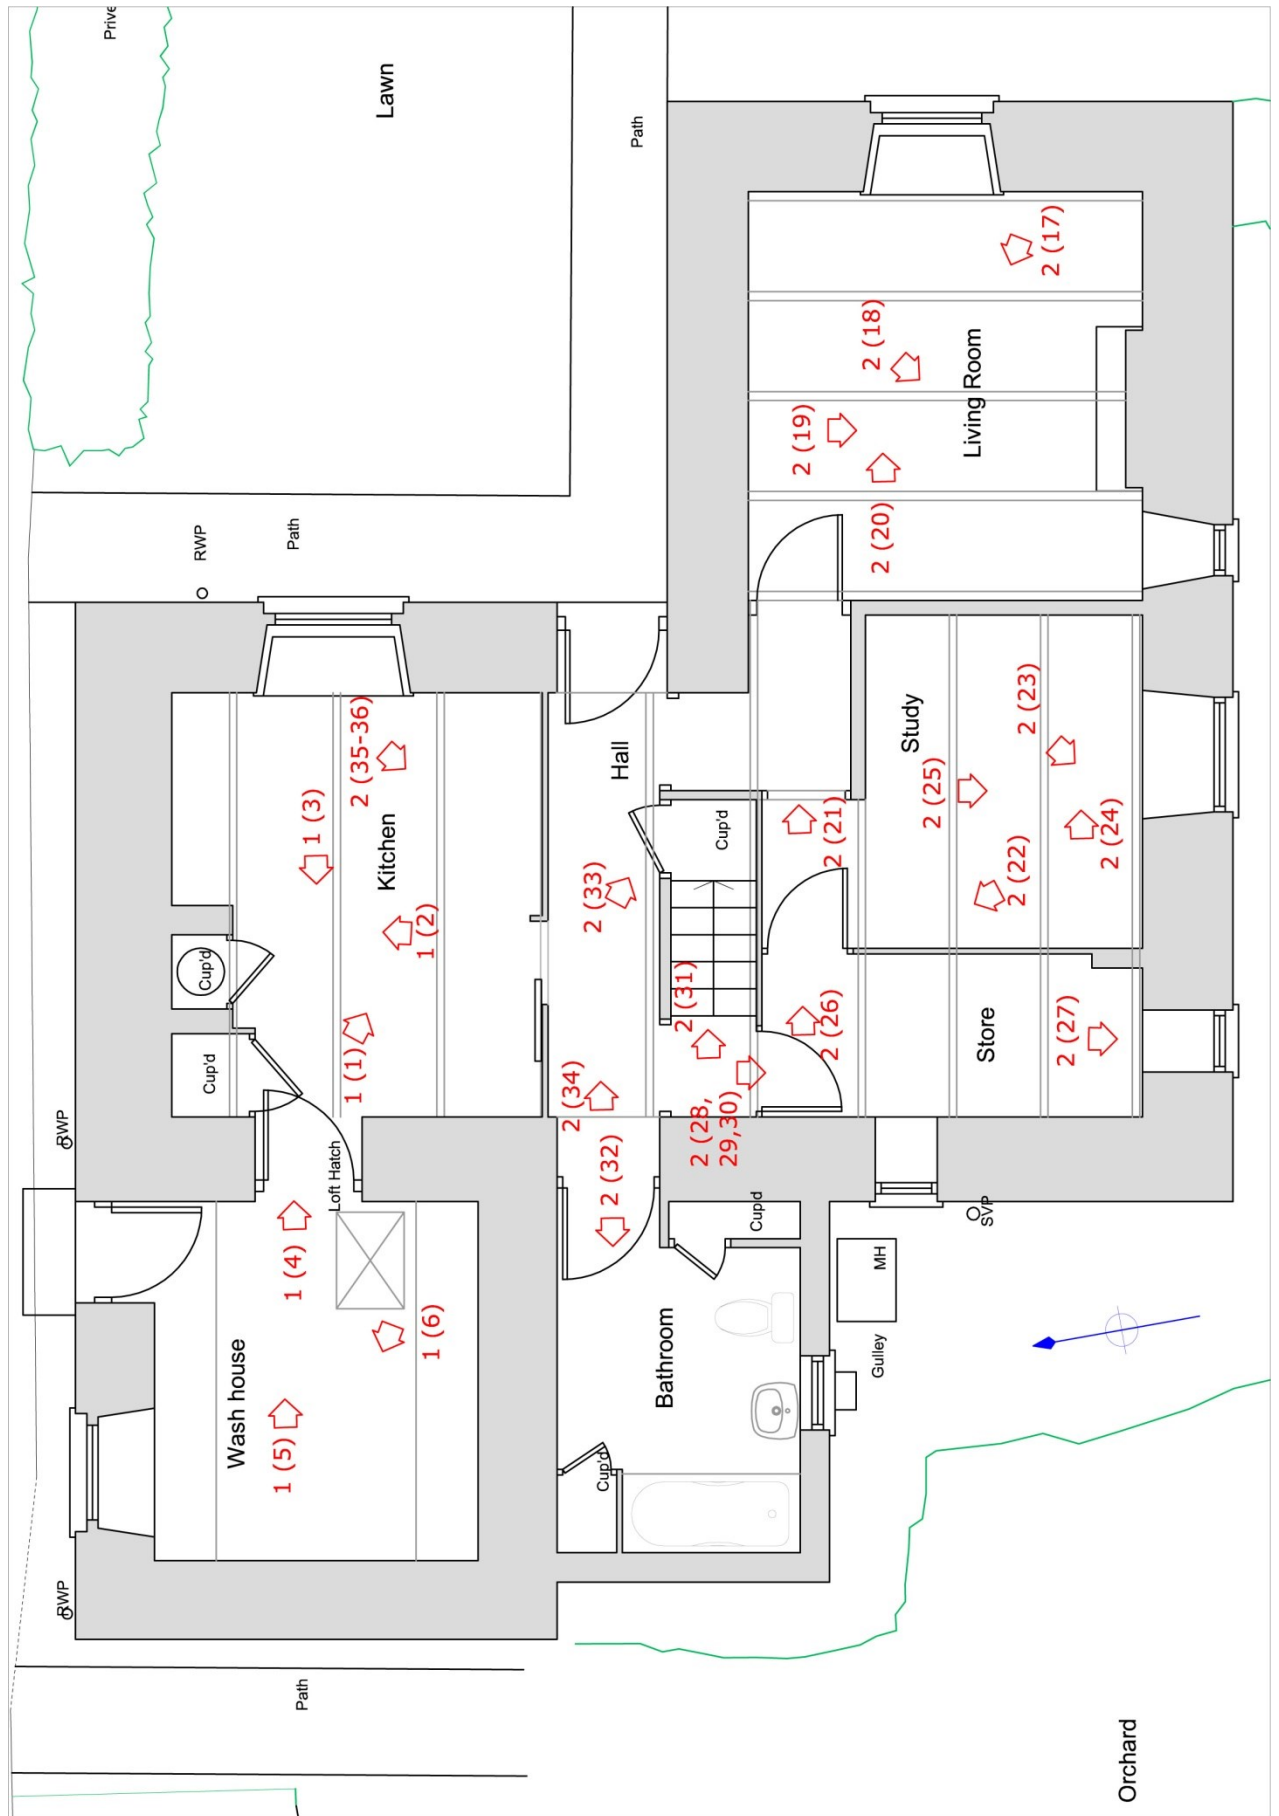 Prive
Lawn
Path
RWP
Path
2 (17)
2 (18)
Living Room
2 (19)
2 (20)
2 (35-36)
1 (3)
Kitchen
1 (2)
1 (1)
Cup'd
Cup'd
Hall
2 (33)
Cup'd
2 (21)
Study
2 (23)
2 (25)
2 (24)
2 (22)
2 (31)
2 (26)
Store
2 (27)
2 (34)
2 (28,
29,30)
2 (32)
RWP
Loft Hatch
1 (4)
1 (6)
Wash house
1 (5)
RWP
Cup'd
Bathroom
Cup'd
SVP
MH
Gulley
Path
Orchard